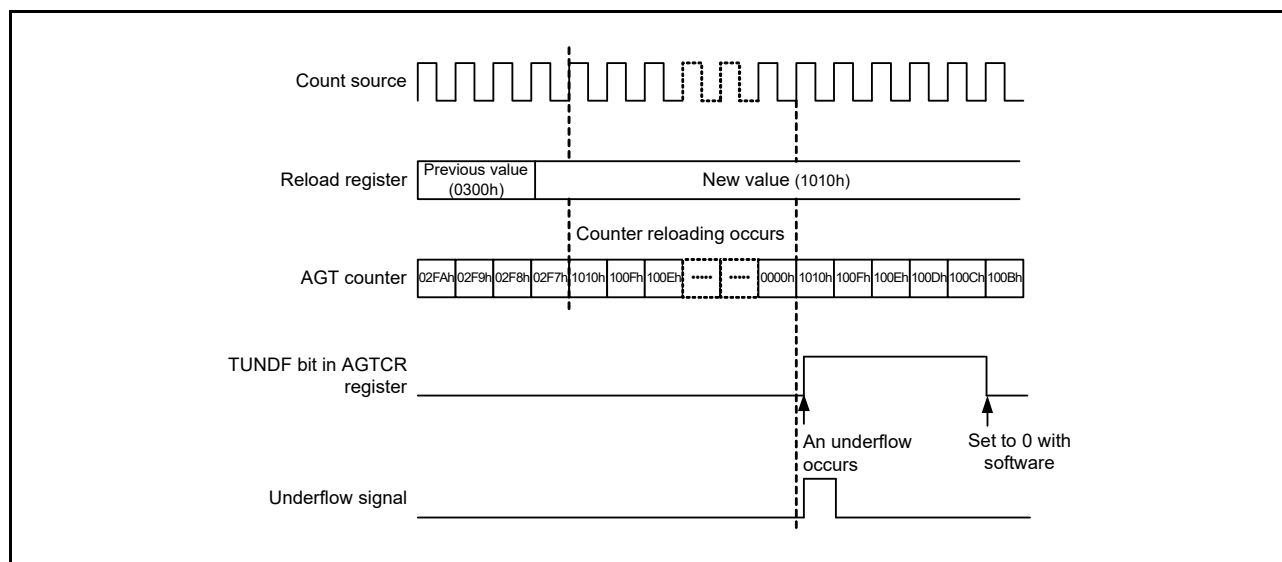 Count source
Reload register
Previous value
(0300h)
New value (1010h)
Counter reloading occurs
AGT counter
02FAh 02F9h 02F8h 02F7h 1010h 100Fh 100Eh ····· ····· 0000h 1010h 100Fh 100Eh 100Dh 100Ch 100Bh
TUNDF bit in AGTCR
register
An underflow
occurs
Set to 0 with
software
Underflow signal